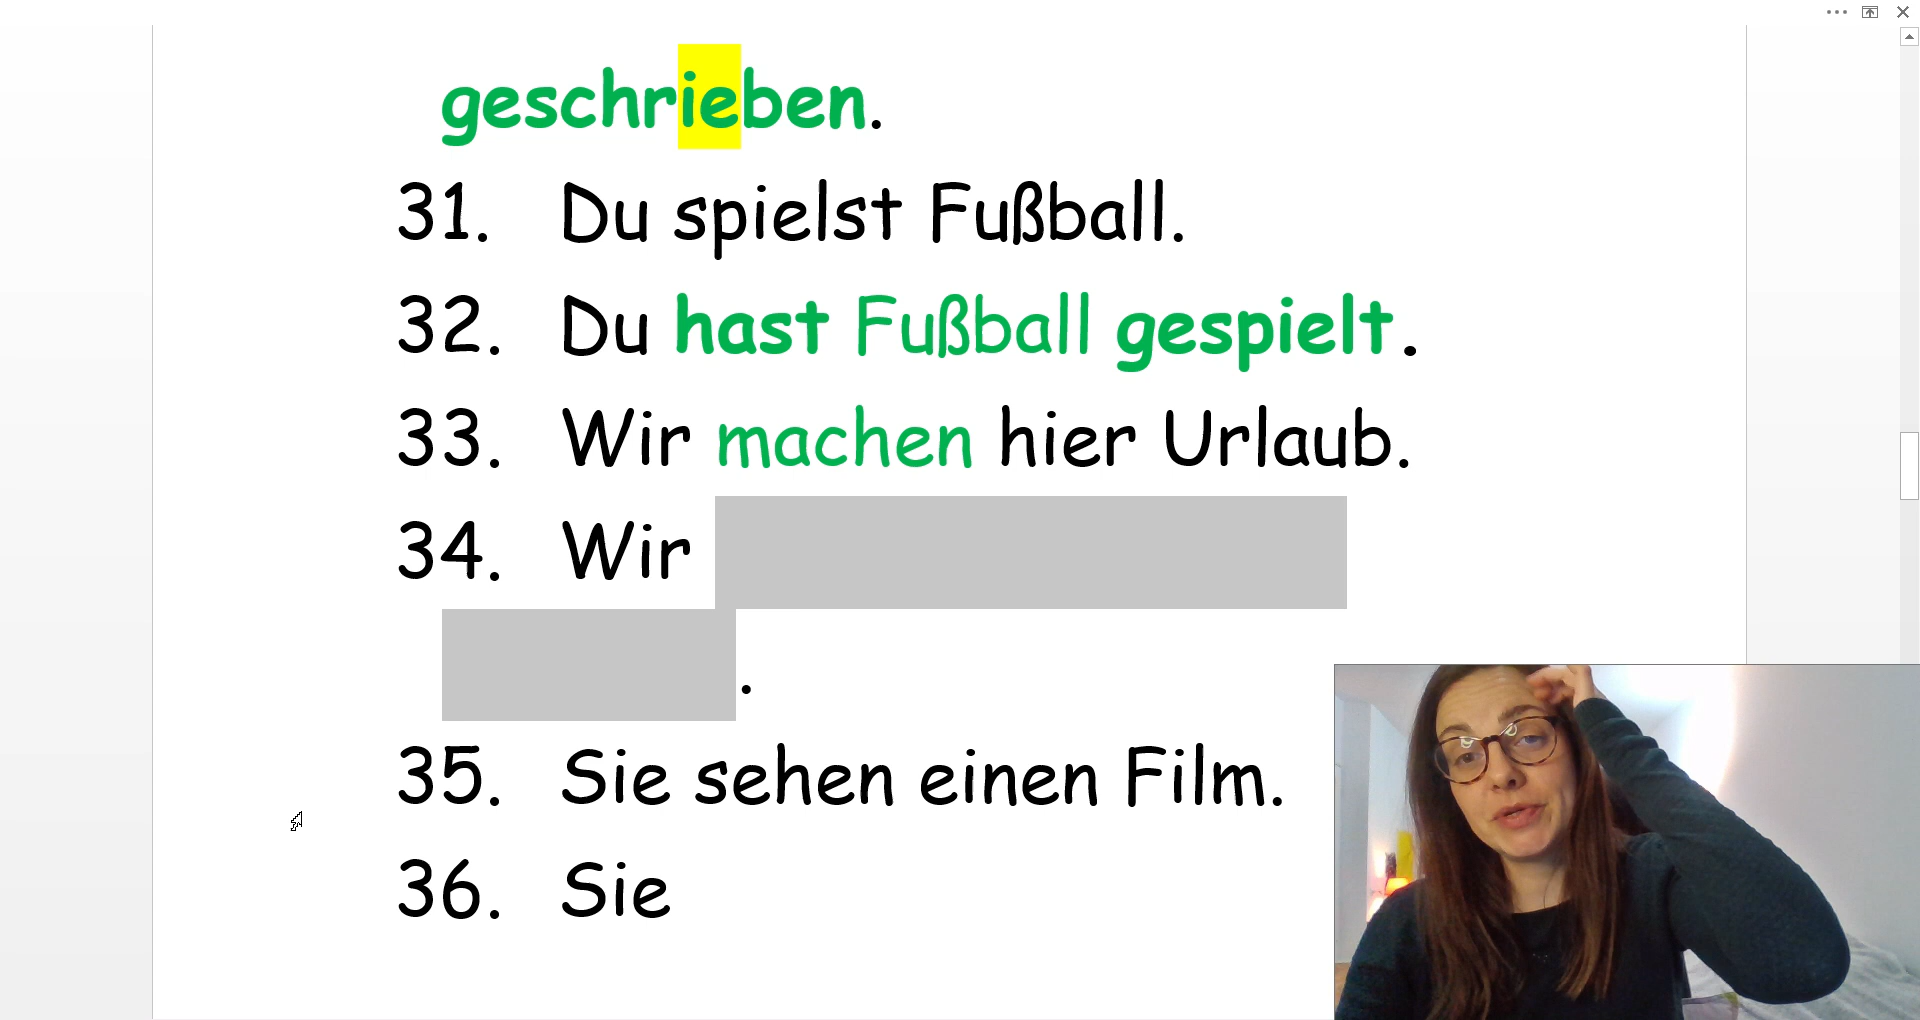 geschrieben.
31. Du spielst Fußball.
32. Du hast Fußball gespielt.
33. Wir machen hier Urlaub.
34. Wir
.
35. Sie sehen einen Film.
36. Sie